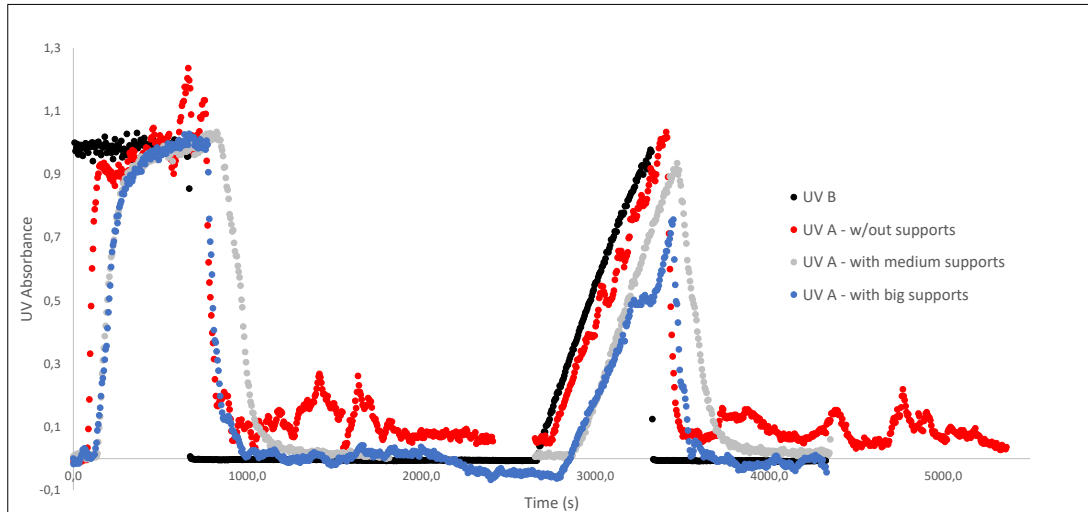 1,3
1,1
0,9
0,7
0,5
0,3
0,1
-0,1
UV Absorbance
0,0
1000,0
2000,0
3000,0
4000,0
5000,0
Time (s)
UV B
UV A - w/out supports
UV A - with medium supports
UV A - with big supports